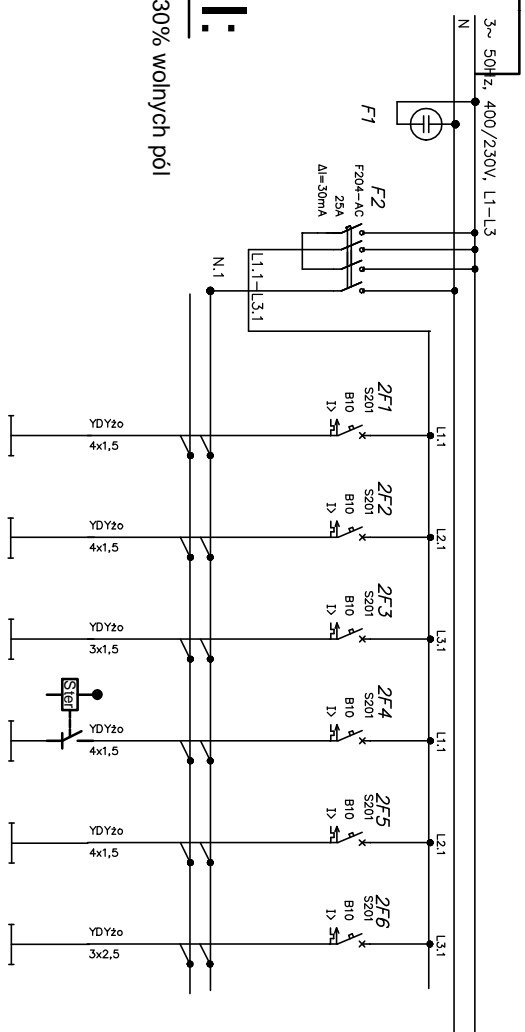 3~ 50Hz, 400/230V, L1-L3
N
F1
F2
F204-AC
25A
ΔI=30mA
L1.1-L3.1
N.1
30% wolnych pól
L1.1
2F1
S201
B10
I>
YDYżo
4x1,5
L2.1
2F2
S201
B10
I>
YDYżo
4x1,5
L3.1
2F3
S201
B10
I>
YDYżo
3x1,5
L1.1
2F4
S201
B10
I>
YDYżo
4x1,5
Ster
L2.1
2F5
S201
B10
I>
YDYżo
4x1,5
L3.1
2F6
S201
B10
I>
YDYżo
3x2,5